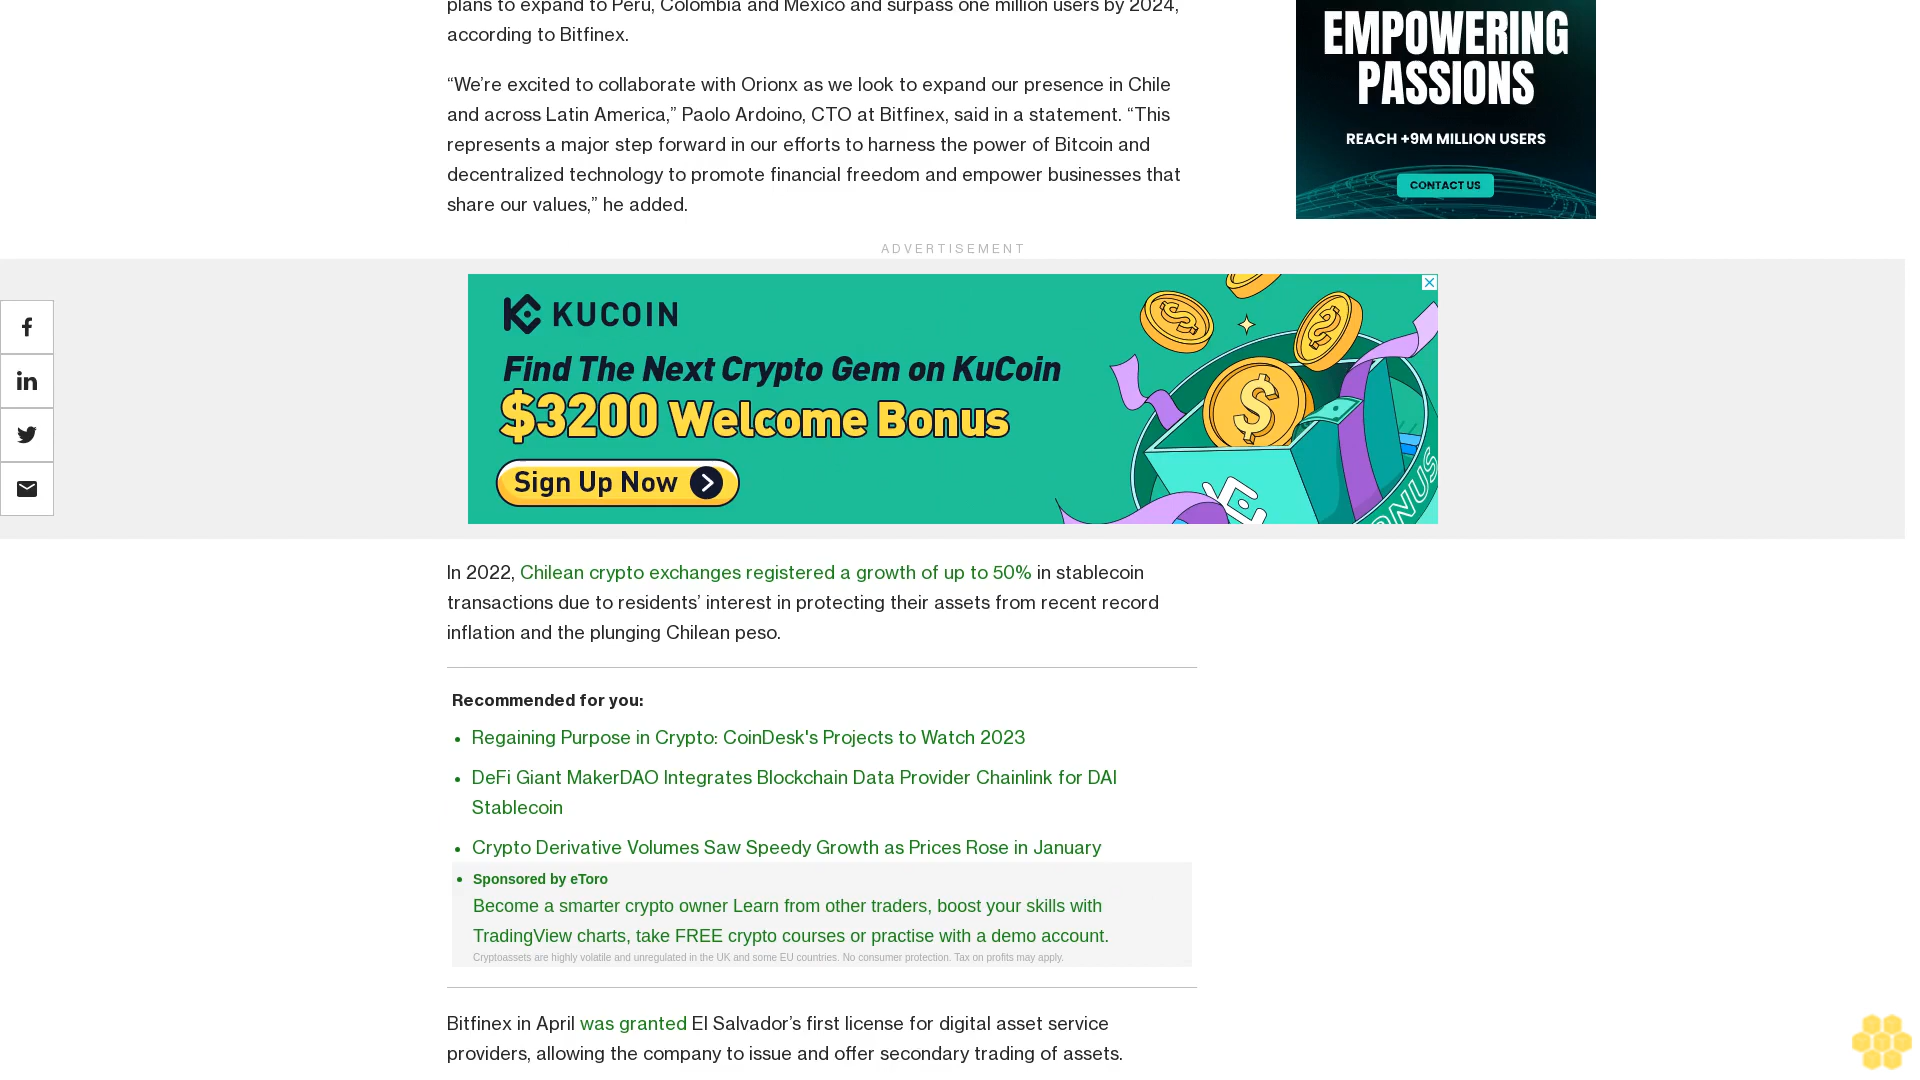 plans to expand to Peru, Colombia and Mexico and surpass one million users by 2024,
according to Bitfinex.
“We’re excited to collaborate with Orionx as we look to expand our presence in Chile
and across Latin America,” Paolo Ardoino, CTO at Bitfinex, said in a statement. “This
represents a major step forward in our efforts to harness the power of Bitcoin and
decentralized technology to promote financial freedom and empower businesses that
share our values,” he added.
EMPOWERING
PASSIONS
REACH +9M MILLION USERS
CONTACT US
ADVERTISEMENT
KUCOIN
Find The Next Crypto Gem on KuCoin
$3200 Welcome Bonus
Sign Up Now
BONUS
In 2022, Chilean crypto exchanges registered a growth of up to 50% in stablecoin
transactions due to residents’ interest in protecting their assets from recent record
inflation and the plunging Chilean peso.
Recommended for you:
• Regaining Purpose in Crypto: CoinDesk's Projects to Watch 2023
• DeFi Giant MakerDAO Integrates Blockchain Data Provider Chainlink for DAI
Stablecoin
• Crypto Derivative Volumes Saw Speedy Growth as Prices Rose in January
• Sponsored by eToro
Become a smarter crypto owner Learn from other traders, boost your skills with
TradingView charts, take FREE crypto courses or practise with a demo account.
Cryptoassets are highly volatile and unregulated in the UK and some EU countries. No consumer protection. Tax on profits may apply.
Bitfinex in April was granted El Salvador’s first license for digital asset service
providers, allowing the company to issue and offer secondary trading of assets.